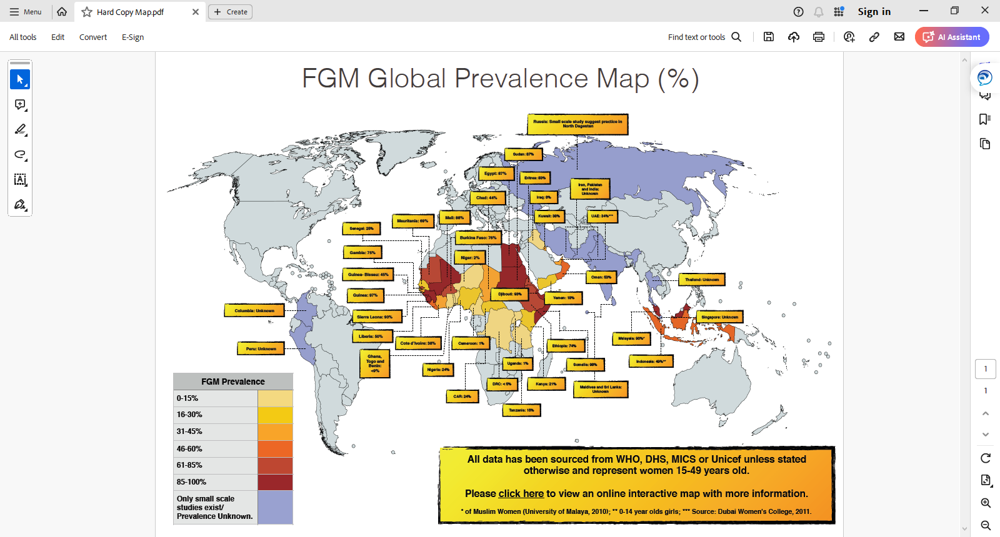 Menu
Hard Copy Map.pdf
Create
Sign in
All tools
Edit
Convert
E-Sign
Find text or tools
AI Assistant
FGM Global Prevalence Map (%)
Russia: Small scale study suggest practice in
North Dagestan
Sudan: 87%
Egypt: 87%
Eritrea: 83%
Iran, Pakistan
and India:
Unknown
Chad: 44%
Iraq: 8%
Mauritania: 69%
Mali: 89%
Kuwait: 38%
UAE: 34%***
Senegal: 25%
Burkina Faso: 76%
Gambia: 75%
Niger: 2%
Guinea- Bissau: 45%
Oman: 53%
Thailand: Unknown
Guinea: 97%
Djibouti: 93%
Yemen: 19%
Columbia: Unknown
Sierra Leone: 90%
Singapore: Unknown
Liberia: 50%
Cote d'Ivoire: 38%
Cameroon: 1%
Ethiopia: 74%
Malaysia: 90%*
Peru: Unknown
Ghana,
Togo and
Benin:
<9%
Nigeria: 24%
Uganda: 1%
Somalia: 98%
Indonesia: 49%**
DRC: <5%
Kenya: 21%
Maldives and Sri Lanka:
Unknown
CAR: 24%
Tanzania: 15%
FGM Prevalence
0-15%
16-30%
31-45%
46-60%
61-85%
85-100%
Only small scale
studies exist/
Prevalence Unknown.
All data has been sourced from WHO, DHS, MICS or Unicef unless stated
otherwise and represent women 15-49 years old.
Please click here to view an online interactive map with more information.
* of Muslim Women (University of Malaya, 2010); ** 0-14 year olds girls; *** Source: Dubai Women's College, 2011.
1
1